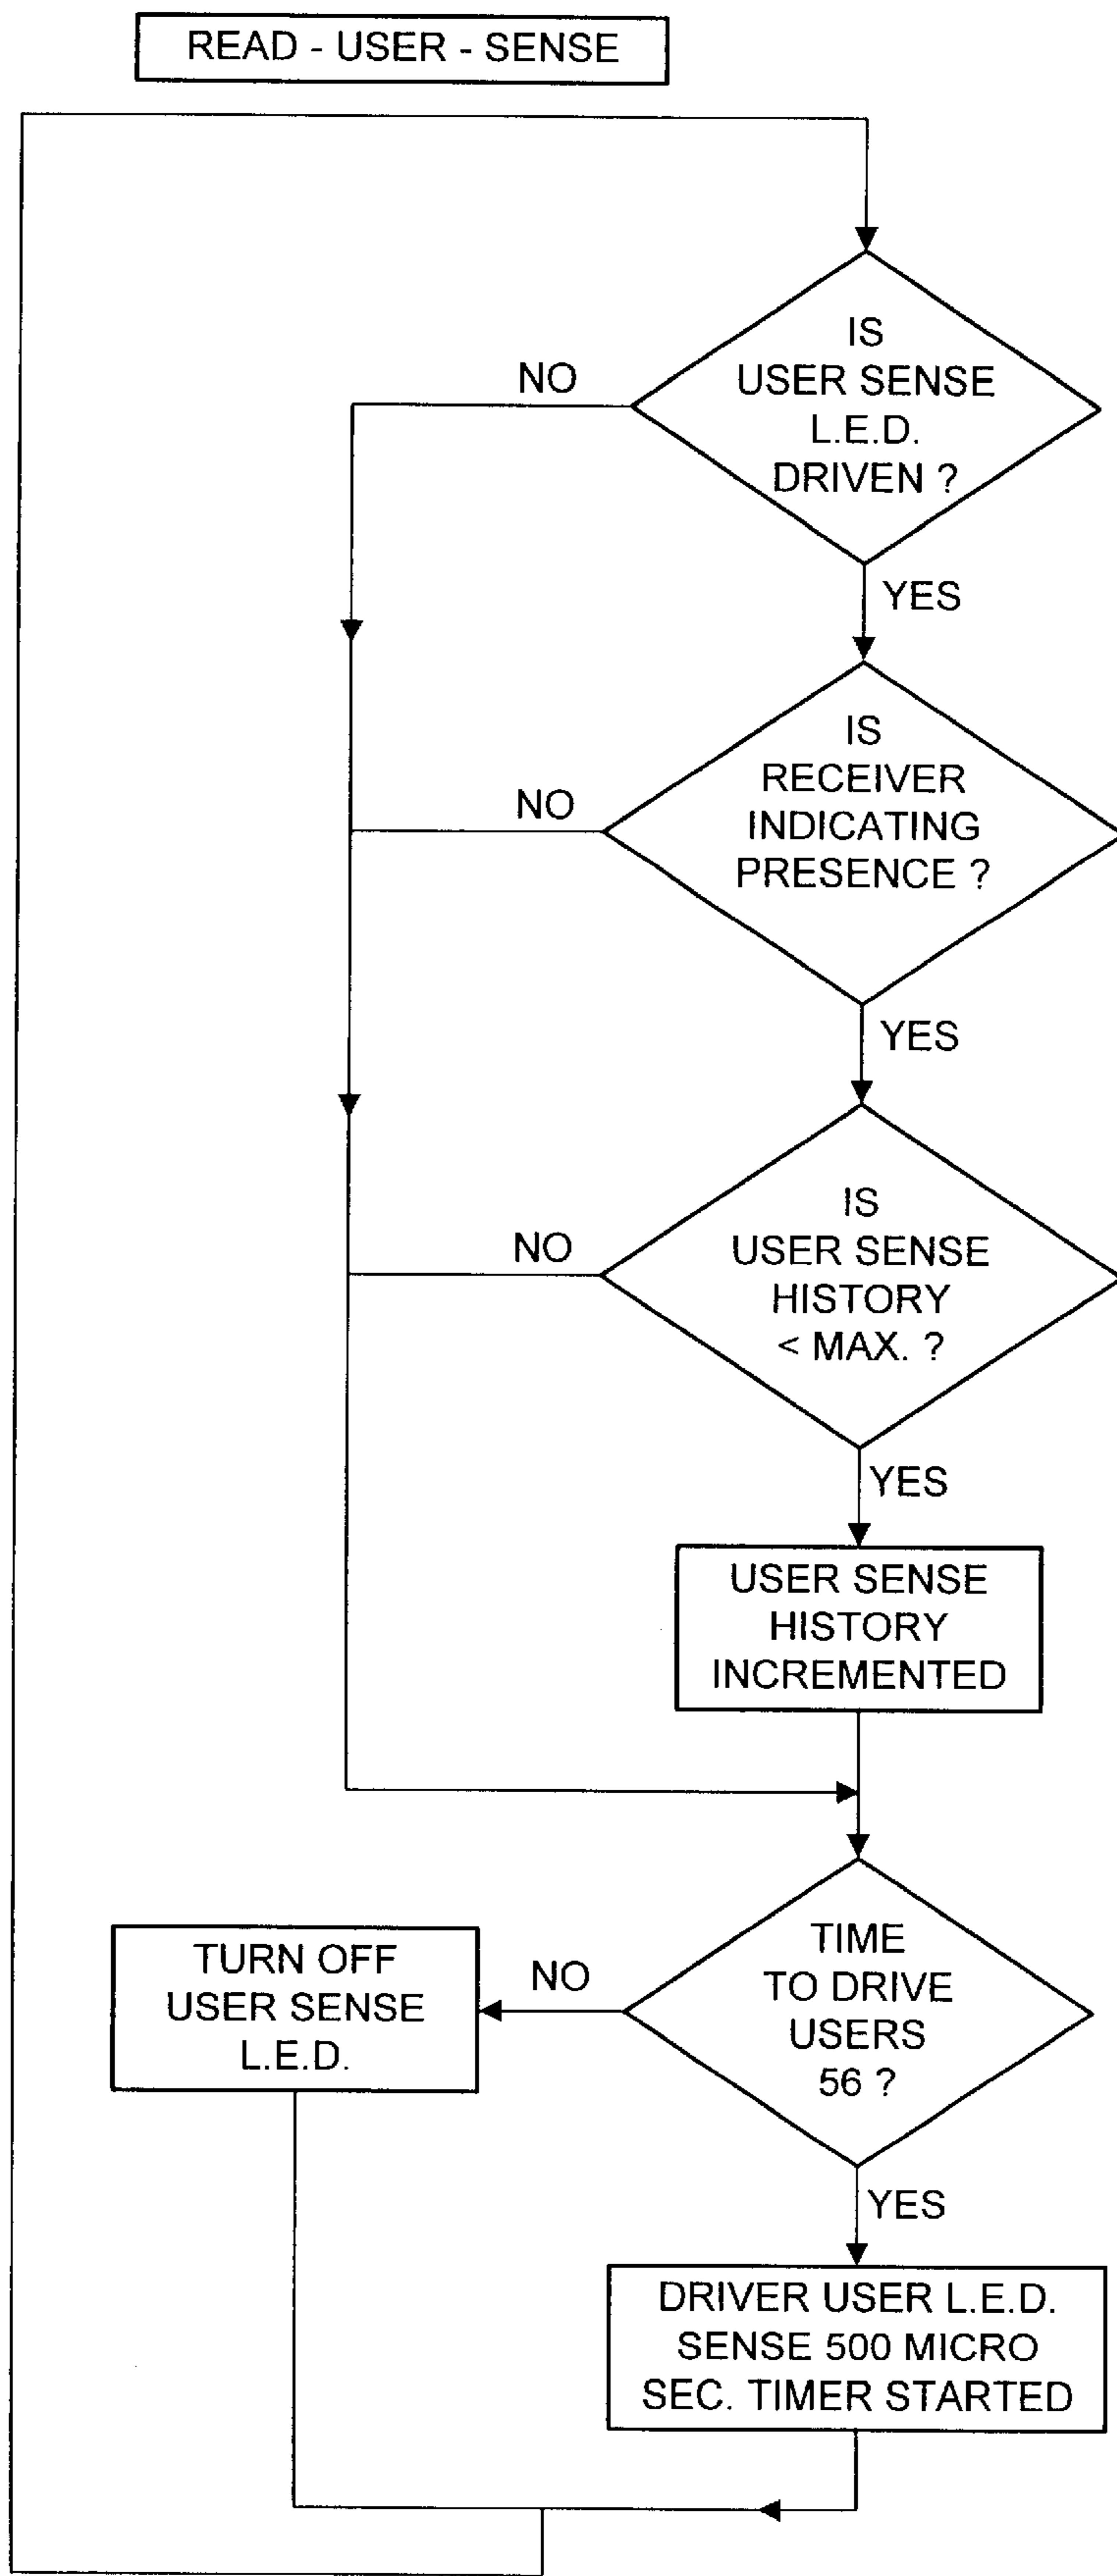 READ - USER - SENSE
IS
USER SENSE
L.E.D.
DRIVEN ?
NO
YES
IS
RECEIVER
INDICATING
PRESENCE ?
NO
YES
IS
USER SENSE
HISTORY
< MAX. ?
NO
YES
USER SENSE
HISTORY
INCREMENTED
TIME
TO DRIVE
USERS
56 ?
NO
TURN OFF
USER SENSE
L.E.D.
YES
DRIVER USER L.E.D.
SENSE 500 MICRO
SEC. TIMER STARTED